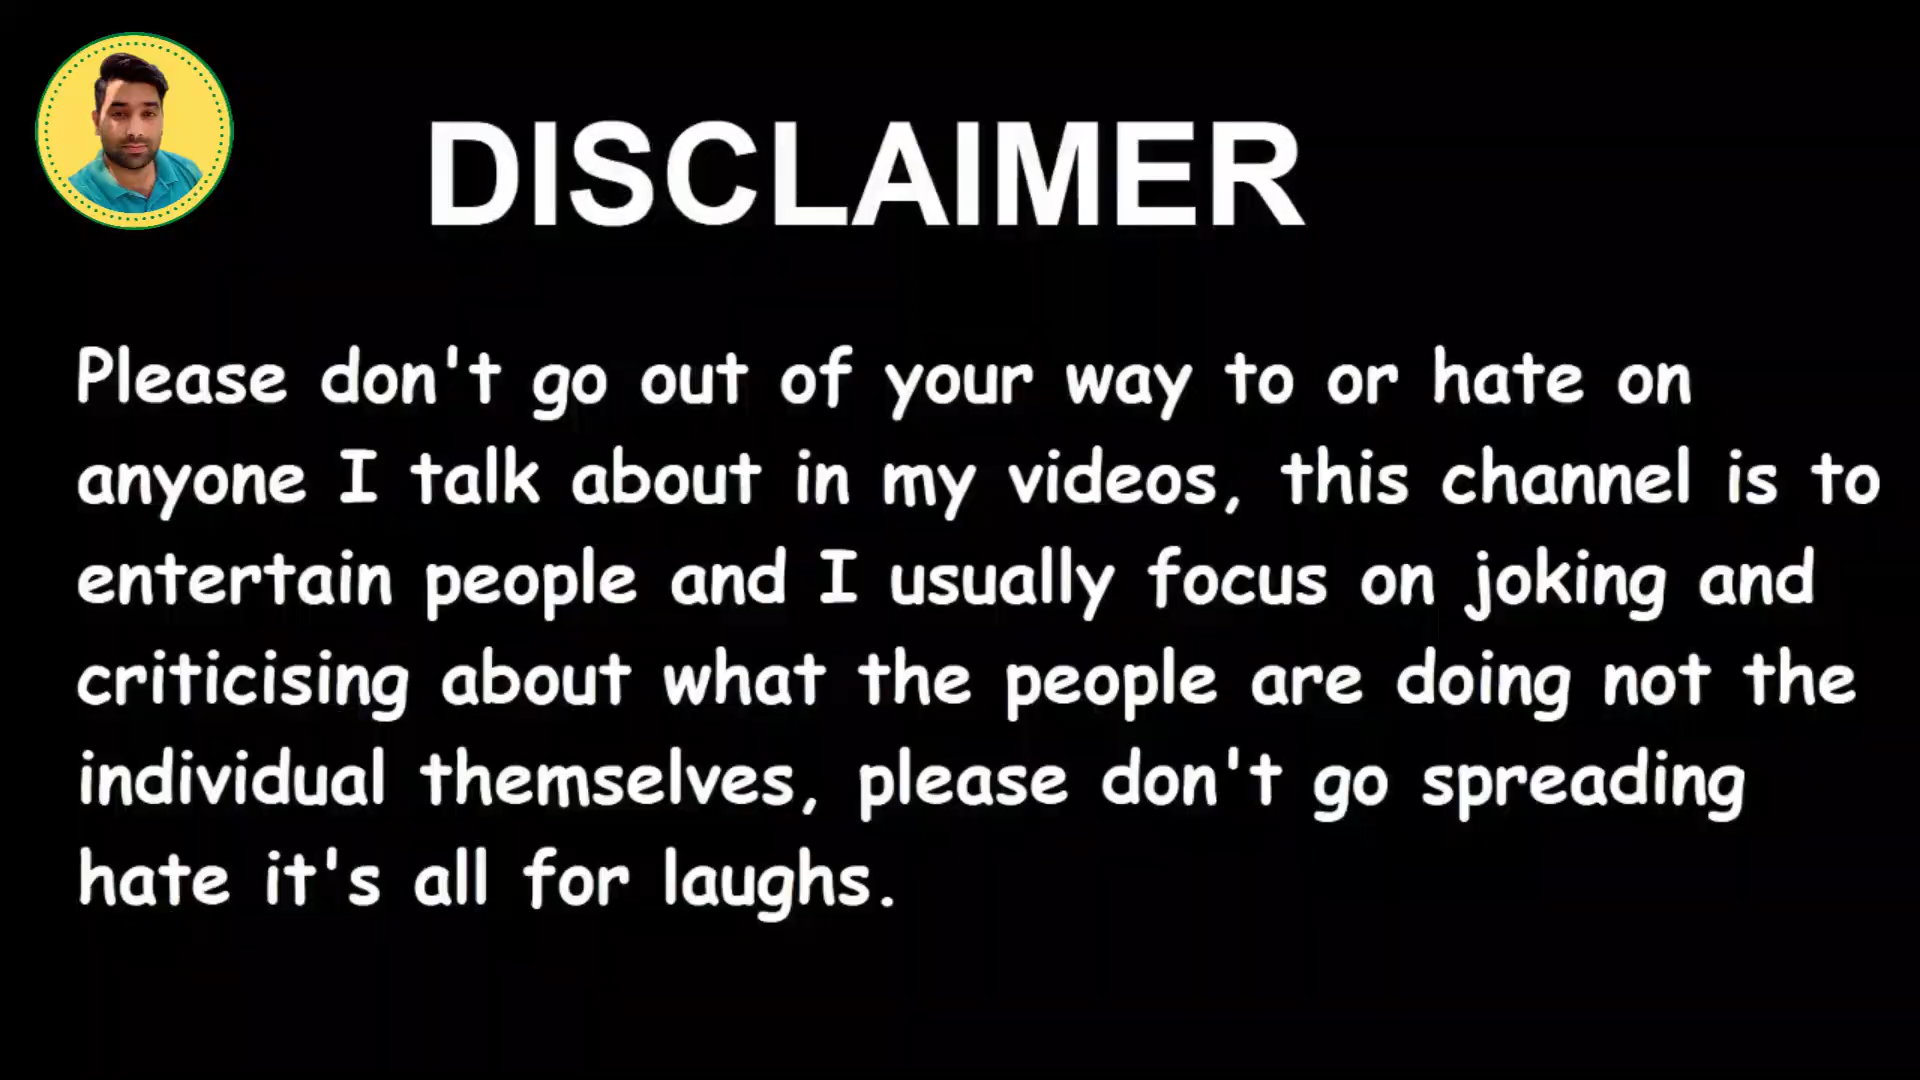 DISCLAIMER
Please don't go out of your way to or hate on
anyone I talk about in my videos, this channel is to
entertain people and I usually focus on joking and
criticising about what the people are doing not the
individual themselves, please don't go spreading
hate it's all for laughs.